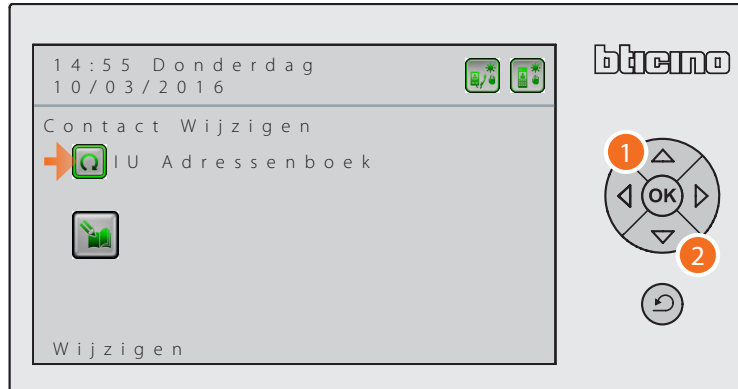 14:55 Donderdag
10/03/2016
bticino
Contact Wijzigen
IU Adressenboek
1
OK
2
Wijzigen